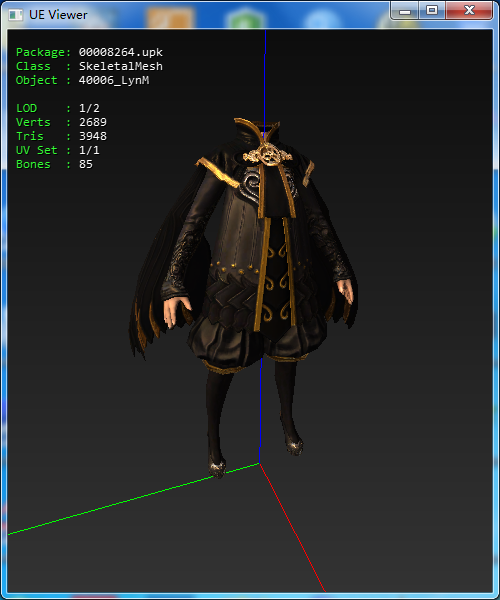 UE Viewer
Package: 00008264.upk
Class : SkeletalMesh
Object : 40006_LynM
LOD : 1/2
Verts : 2689
Tris : 3948
UV Set : 1/1
Bones : 85